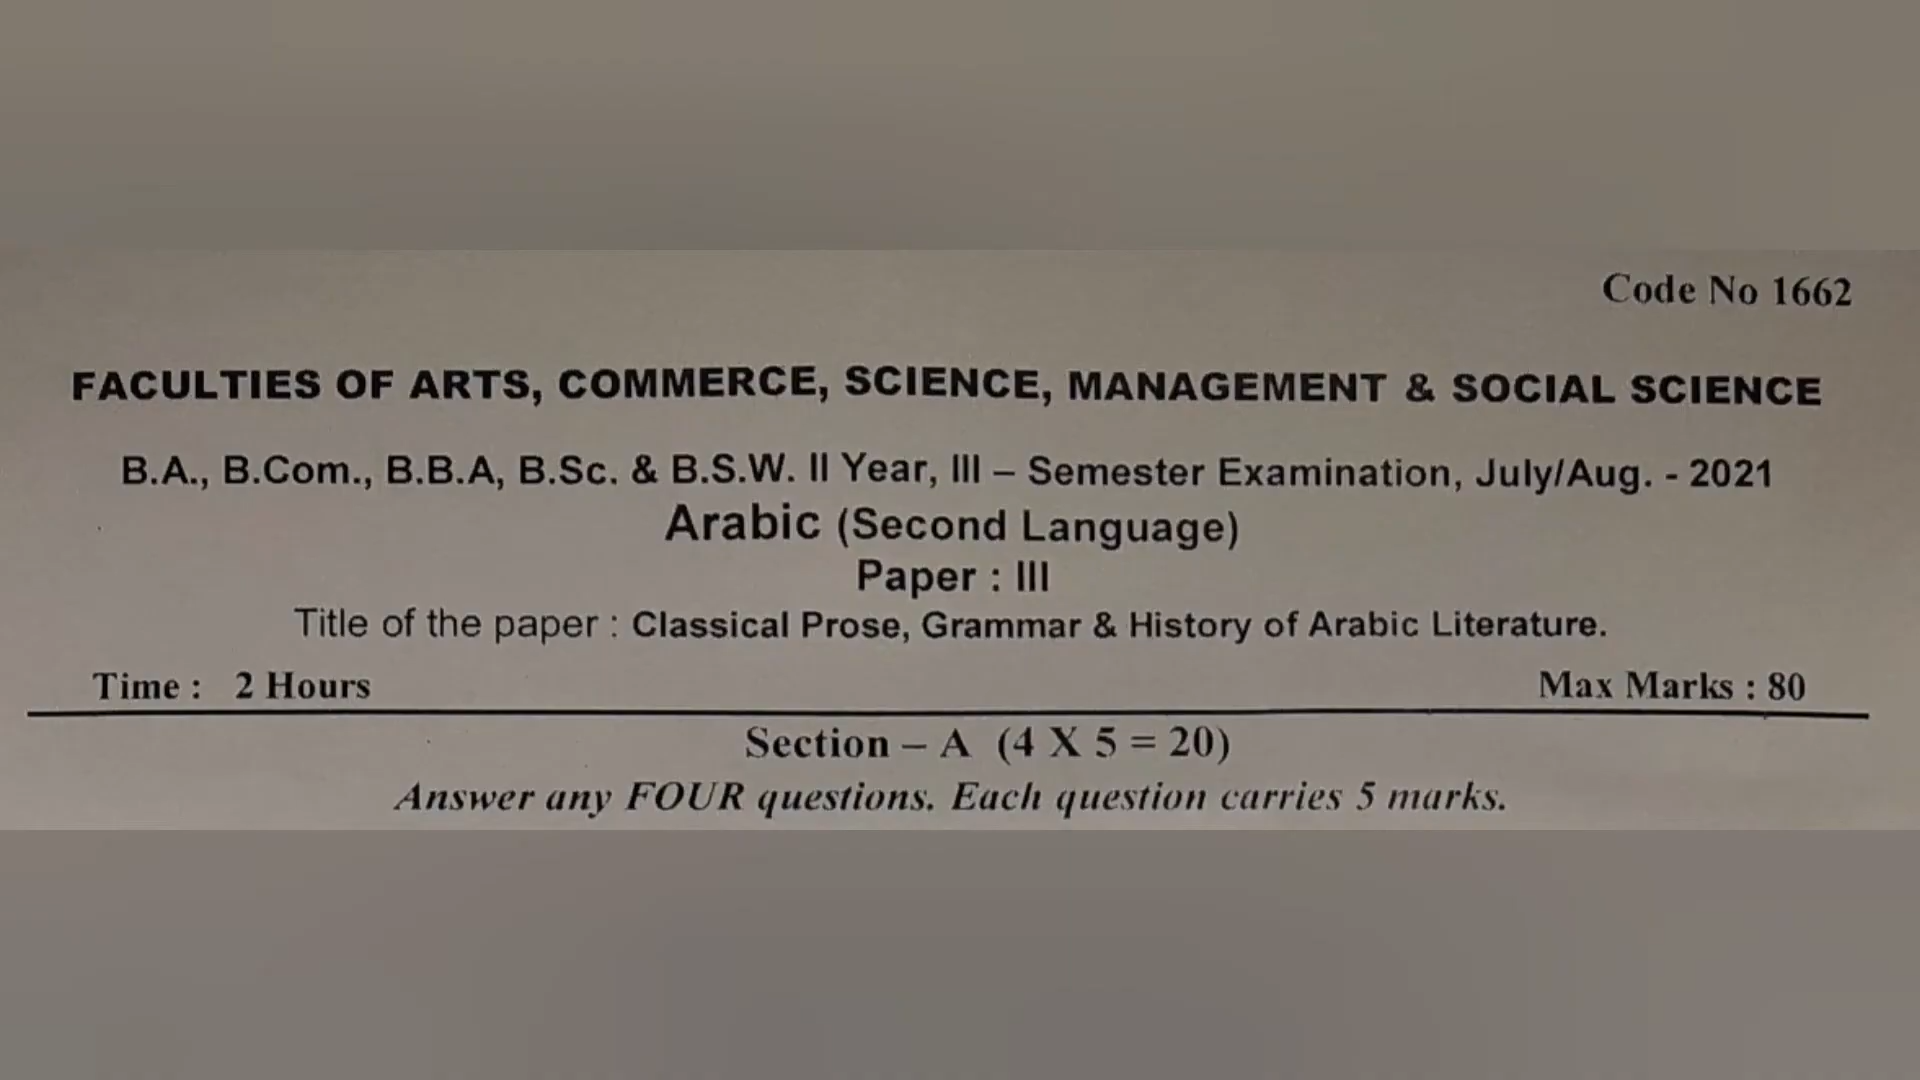 Code No 1662
FACULTIES OF ARTS, COMMERCE, SCIENCE, MANAGEMENT & SOCIAL SCIENCE
B.A., B.Com., B.B.A, B.Sc. & B.S.W. II Year, III – Semester Examination, July/Aug. - 2021
Arabic (Second Language)
Paper : III
Title of the paper : Classical Prose, Grammar & History of Arabic Literature.
Time : 2 Hours Max Marks : 80
Section – A (4 X 5 = 20)
Answer any FOUR questions. Each question carries 5 marks.